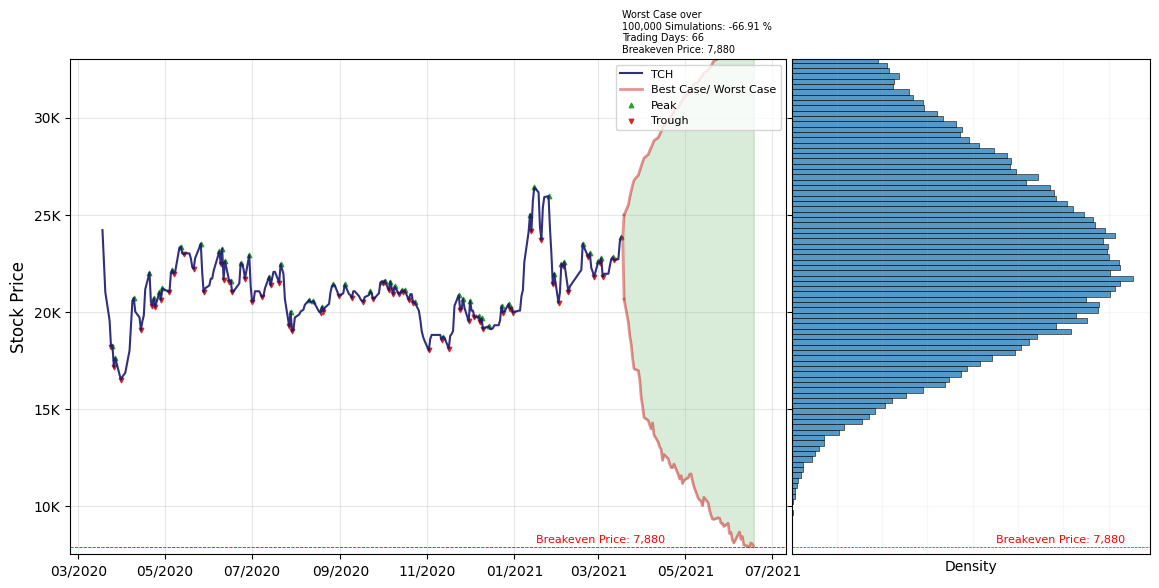 Worst Case over
100,000 Simulations: -66.91 %
Trading Days: 66
Breakeven Price: 7,880
TCH
Best Case/ Worst Case
Peak
Trough
30K
25K
20K
15K
10K
Stock Price
Breakeven Price: 7,880
Breakeven Price: 7,880
03/2020 05/2020 07/2020 09/2020 11/2020 01/2021 03/2021 05/2021 07/2021
Density